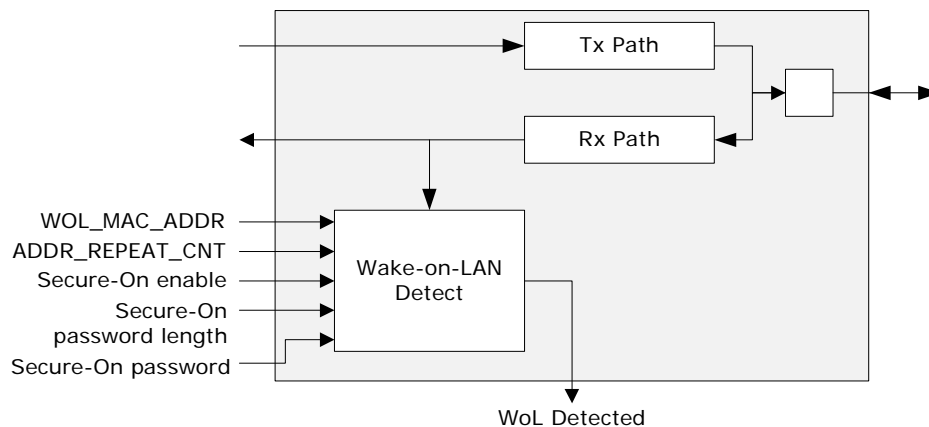 Tx Path
Rx Path
WOL_MAC_ADDR
ADDR_REPEAT_CNT
Secure-On enable
Secure-On
password length
Secure-On password
Wake-on-LAN
Detect
WoL Detected